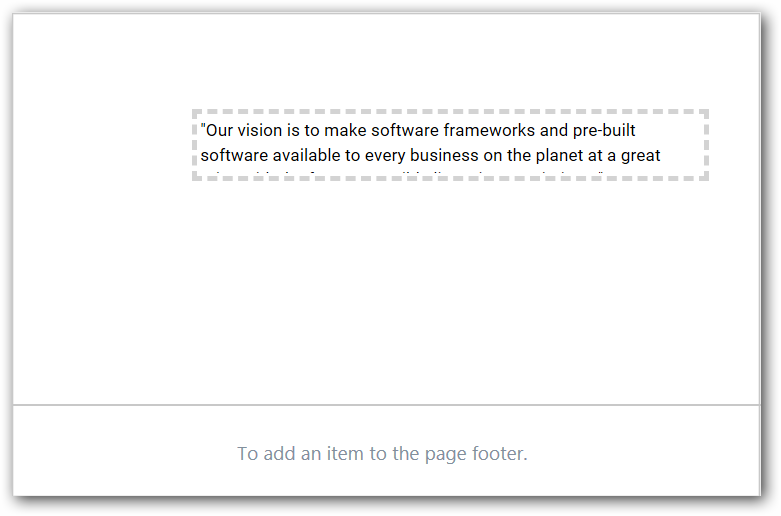 "Our vision is to make software frameworks and pre-built
software available to every business on the planet at a great
To add an item to the page footer.